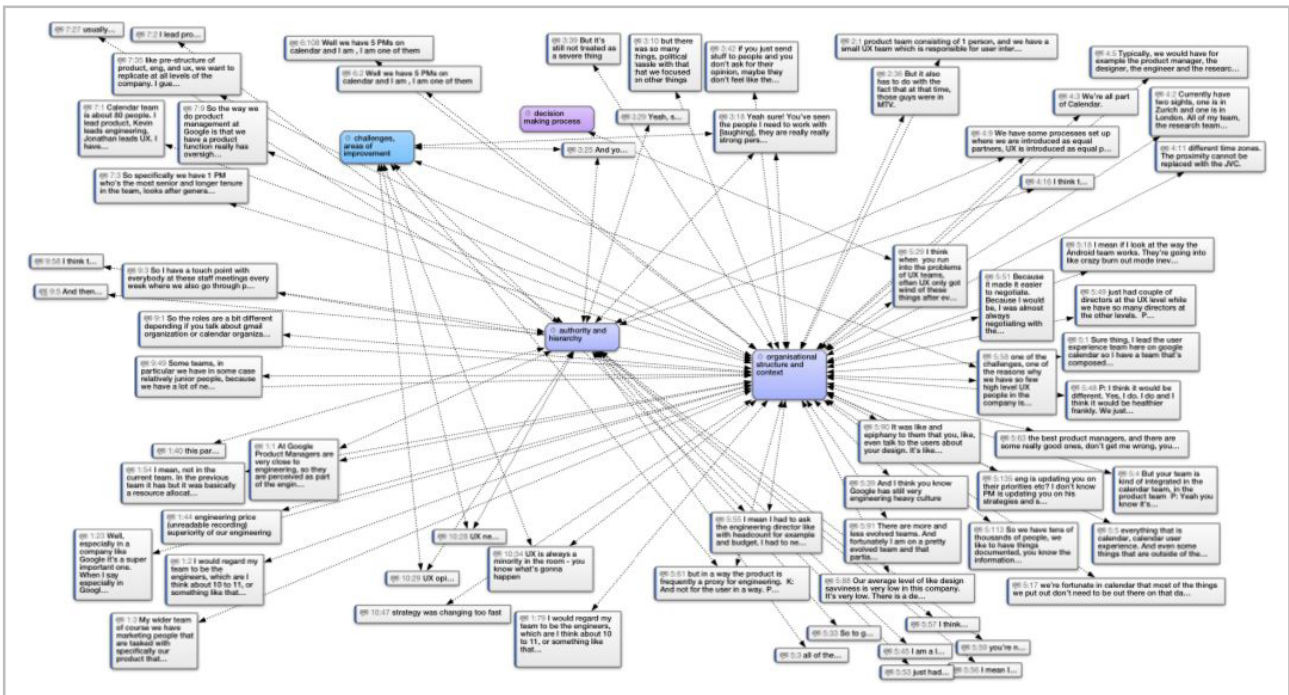 7:27 usually...
7:2 I lead pro...
7:35 like pre-structure of
product, eng, and ux, we want to
replicate at all levels of the
company. I gue...
7:1 Calendar team
is about 80 people. I
lead product, Kevin
leads engineering,
Jonathan leads UX. I
have...
7:9 So the way we
do product
management at
Google is that we
have a product
function really has
oversigh...
7:3 So specifically we have 1 PM
who's the most senior and longer tenure
in the team, looks after genera...
6:108 Well we have 5 PMs on
calendar and I am , I am one of them
6:2 Well we have 5 PMs on
calendar and I am , I am one of them
challenges,
areas of
improvement
decision
making process
3:39 But it's
still not treated as
a severe thing
3:10 but there
was so many
things, political
hassle with that
that we focused
on other things
3:42 if you just send
stuff to people and you
don't ask for their
opinion, maybe they
don't feel like the...
3:29 Yeah, s...
3:18 Yeah sure! You've seen
the people I need to work with
[laughing], they are really really
strong pers...
3:25 And yo...
2:1 product team consisting of 1 person, and we have a
small UX team which is responsible for user inter...
2:36 But it also
has to do with the
fact that at that time,
those guys were in
MTV.
4:5 Typically, we would have for
example the product manager, the
designer, the engineer and the researc...
4:3 We're all
part of
Calendar.
4:2 Currently have
two sights, one is in
Zurich and one is in
London. All of my team,
the research team...
4:9 We have some processes set up
where we are introduced as equal
partners, UX is introduced as equal p...
4:11 different time zones.
The proximity cannot be
replaced with the JVC.
4:16 I think t...
9:58 I think t...
9:3 So I have a touch point with
everybody at these staff meetings every
week where we also go through p...
9:5 And then...
9:1 So the roles are a bit different
depending if you talk about gmail
organization or calendar organiza...
9:49 Some teams, in
particular we have in some case
relatively junior people, because
we have a lot of ne...
authority and
hierarchy
organisational
structure and
context
5:29 I think
when you run
into the problems
of UX teams,
often UX only got
wind of these
things after ev...
5:18 I mean if I look at the way the
Android team works. They're going into
like crazy burn out mode inev...
5:51 Because
it made it easier
to negotiate.
Because I would
be, I was almost
always
negotiating with
the...
5:49 just had couple of
directors at the UX level while
we have so many directors at
the other levels. P...
5:1 Sure thing, I lead the user
experience team here on google
calendar so I have a team that's
composed...
5:58 one of the
challenges, one of
the reasons why
we have so few
high level UX
people in the
company is...
5:48 P: I think it would be
different. Yes, I do. I do and I
think it would be healthier
frankly. We just...
1:40 this par...
1:1 At Google
Product Managers are
very close to
engineering, so they
are perceived as part
of the engin...
1:54 I mean, not in the
current team. In the previous
team it has but it was basically
a resource allocat...
1:44 engineering price
(unreadable recording)
superiority of our engineering
1:23 Well,
especially in a
company like
Google it's a super
important one.
When I say
especially in
Googl...
1:2 I would regard my
team to be the
engineers, which are I
think about 10 to 11, or
something like that...
1:3 My wider team
of course we have
marketing people that
are tasked with
specifically our
product that...
10:28 UX ne...
10:34 UX is always a
minority in the room - you
know what's gonna
happen
10:29 UX opi...
10:47 strategy was changing too fast
1:79 I would regard my
team to be the engineers,
which are I think about 10
to 11, or something like
that...
5:90 It was like and
epiphany to them that you, like,
even talk to the users about
your design. It's like...
5:63 the best product managers, and there are
some really good ones, don't get me wrong, you...
5:39 And I think you know
Google has still very
engineering heavy culture
5:135 eng is updating you on
their priorities etc? I don't know
PM is updating you on his
strategies and s...
5:4 But your team is
kind of integrated in the
calendar team, in the
product team P: Yeah you
know it's...
5:55 I mean I had to ask
the engineering director like
with headcount for example
and budget, I had to ne...
5:91 There are more and
less evolved teams. And
fortunately I am on a pretty
evolved team and that
partia...
5:113 So we have tens of
thousands of people, we
like to have things
documented, you know the
information...
5:5 everything that is
calendar, calendar user
experience. And even some
things that are outside of the...
5:61 but in a way the product is
frequently a proxy for engineering. K:
And not for the user in a way. P...
5:88 Our average level of like design
savviness is very low in this company.
It's very low. There is a de...
5:17 we're fortunate in calendar that most of the things
we put out don't need to be out there on that da...
5:57 I think...
5:33 So to g...
5:3 all of the...
5:45 I am a l...
5:59 you're n...
5:53 just had...
5:56 I mean I...